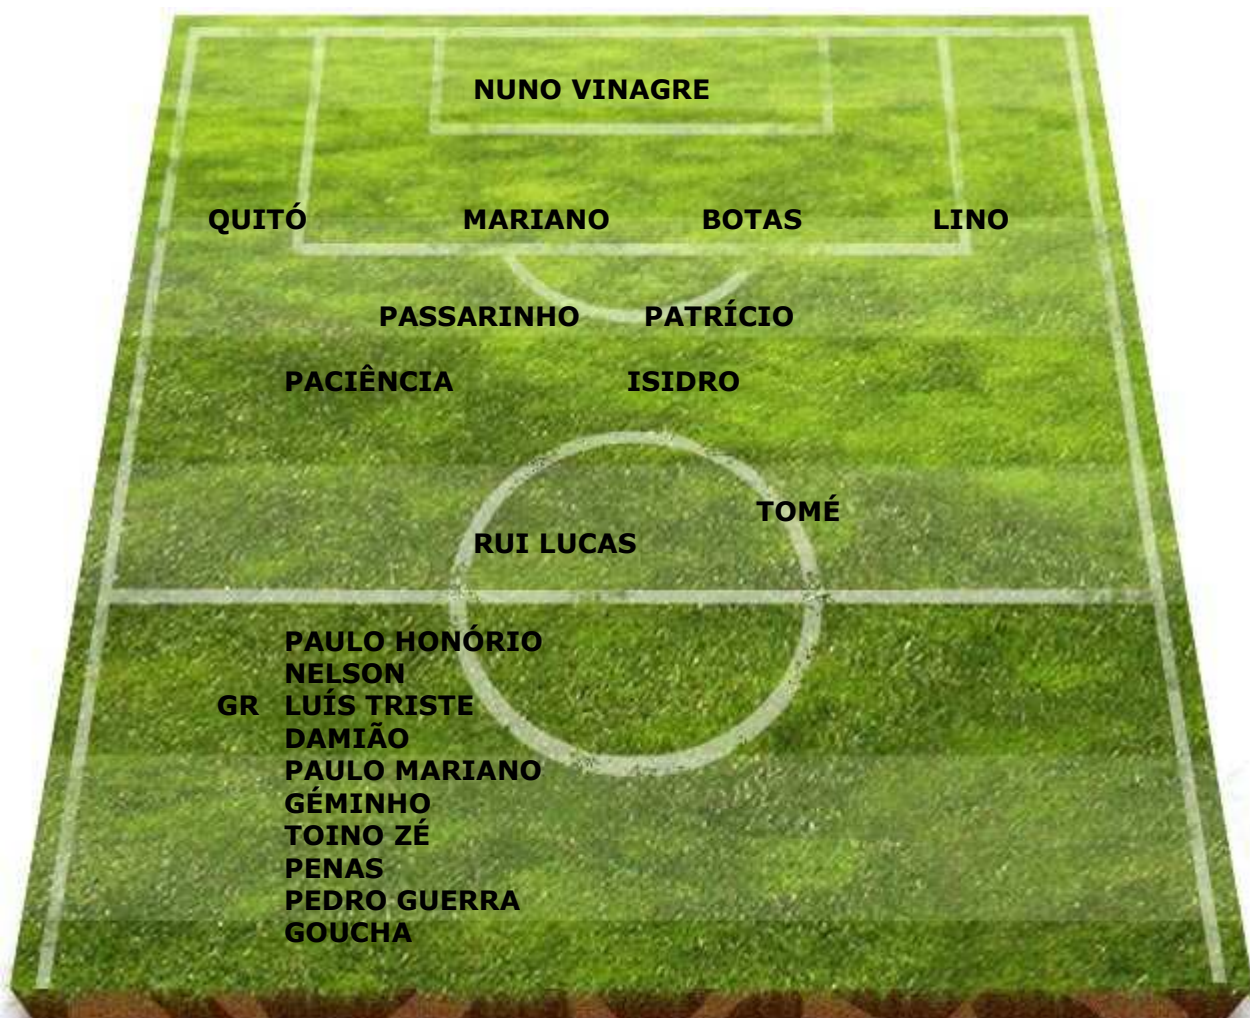 NUNO VINAGRE
QUITÓ MARIANO BOTAS LINO
PASSARINHO PATRÍCIO
PACIÊNCIA ISIDRO
TOMÉ
RUI LUCAS
PAULO HONÓRIO
NELSON
GR LUÍS TRISTE
DAMIÃO
PAULO MARIANO
GÉMINHO
TOINO ZÉ
PENAS
PEDRO GUERRA
GOUCHA